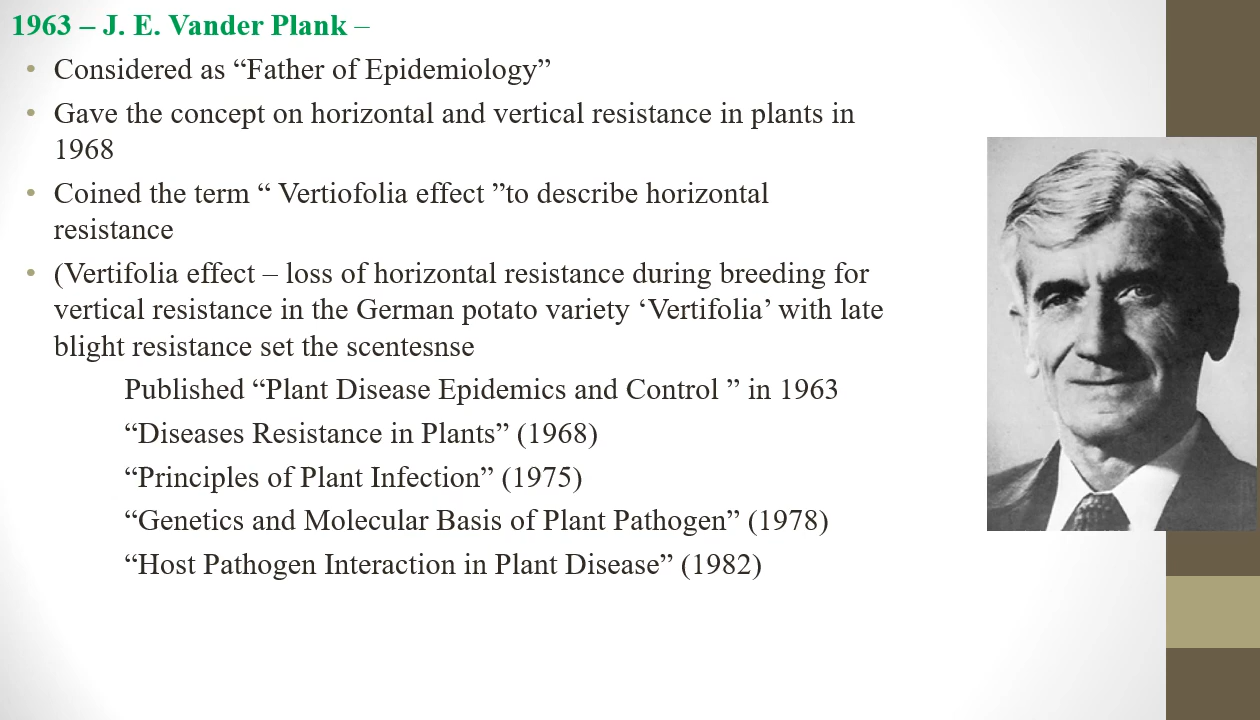 1963 – J. E. Vander Plank –
• Considered as “Father of Epidemiology”
• Gave the concept on horizontal and vertical resistance in plants in
1968
• Coined the term “ Vertiofolia effect ”to describe horizontal
resistance
• (Vertifolia effect – loss of horizontal resistance during breeding for
vertical resistance in the German potato variety ‘Vertifolia’ with late
blight resistance set the scentesnse
Published “Plant Disease Epidemics and Control ” in 1963
“Diseases Resistance in Plants” (1968)
“Principles of Plant Infection” (1975)
“Genetics and Molecular Basis of Plant Pathogen” (1978)
“Host Pathogen Interaction in Plant Disease” (1982)